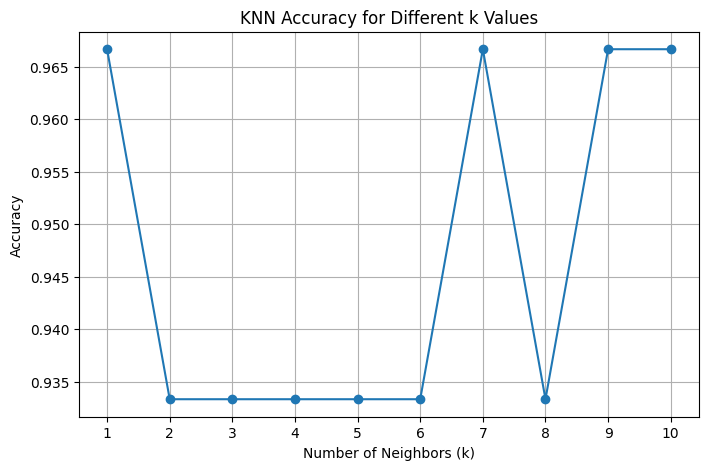 KNN Accuracy for Different k Values
Accuracy
0.965
0.960
0.955
0.950
0.945
0.940
0.935
1 2 3 4 5 6 7 8 9 10
Number of Neighbors (k)